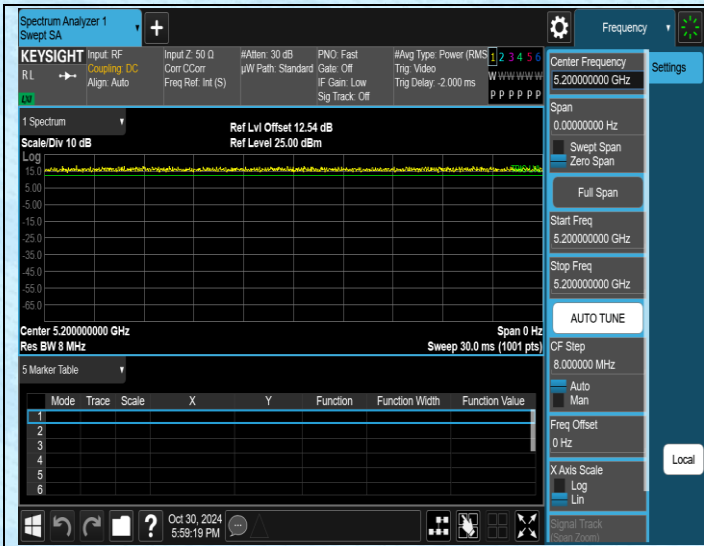 Spectrum Analyzer 1
Swept SA
+
Frequency
KEYSIGHT
RL
LXI
Input: RF
Coupling: DC
Align: Auto
Input Z: 50 Ω
Corr CCorr
Freq Ref: Int (S)
#Atten: 30 dB
µW Path: Standard
PNO: Fast
Gate: Off
IF Gain: Low
Sig Track: Off
#Avg Type: Power (RMS
Trig: Video
Trig Delay: -2.000 ms
1 2 3 4 5 6
W W W W W W
P P P P P P
Center Frequency
5.200000000 GHz
Settings
Span
0.00000000 Hz
Swept Span
Zero Span
Full Span
Start Freq
5.200000000 GHz
Stop Freq
5.200000000 GHz
AUTO TUNE
CF Step
8.000000 MHz
Auto
Man
Freq Offset
0 Hz
X Axis Scale
Log
Lin
Signal Track
(Span Zoom)
Local
1 Spectrum
Scale/Div 10 dB
Ref Lvl Offset 12.54 dB
Ref Level 25.00 dBm
Log
15.0
5.00
-5.00
-15.0
-25.0
-35.0
-45.0
-55.0
-65.0
Center 5.200000000 GHz
Span 0 Hz
Res BW 8 MHz
Sweep 30.0 ms (1001 pts)
5 Marker Table
Mode Trace Scale X Y Function Function Width Function Value
1
2
3
4
5
6
?
Oct 30, 2024
5:59:19 PM